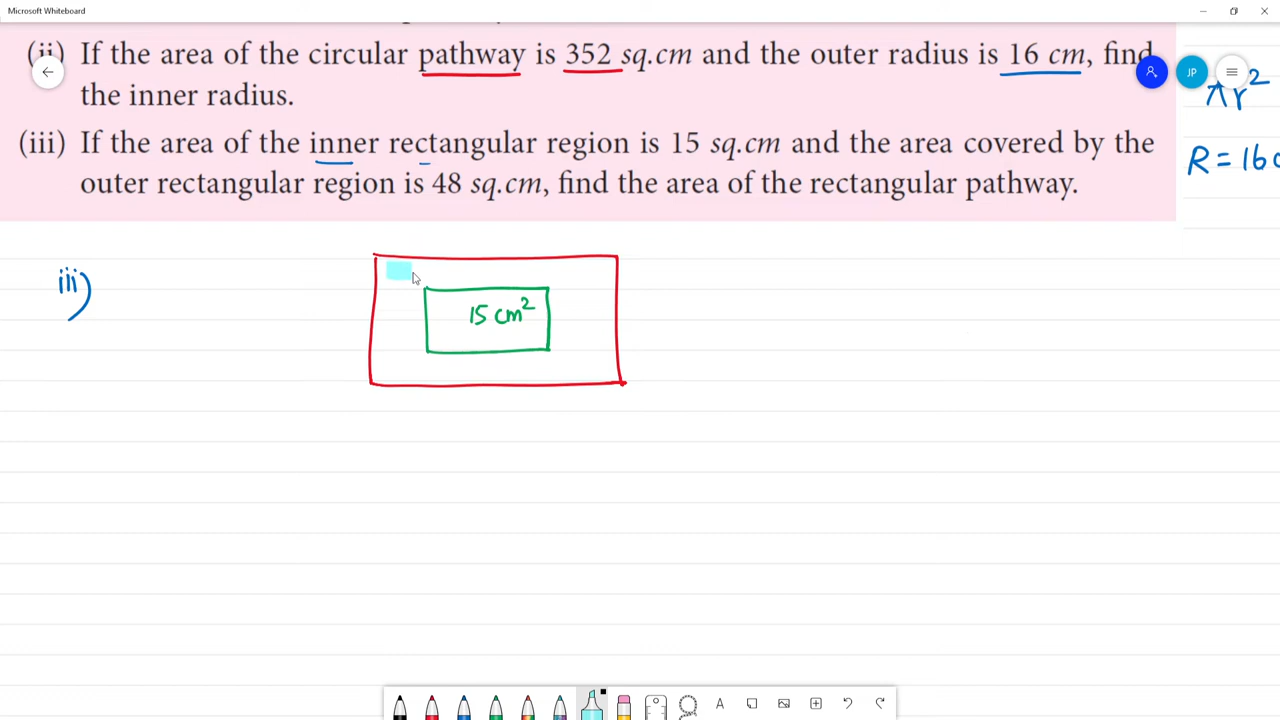 Microsoft Whiteboard
(ii) If the area of the circular pathway is 352 sq.cm and the outer radius is 16 cm, find
the inner radius.
JP
πr²
(iii) If the area of the inner rectangular region is 15 sq.cm and the area covered by the
R = 16c
outer rectangular region is 48 sq.cm, find the area of the rectangular pathway.
iii)
15 cm²
A